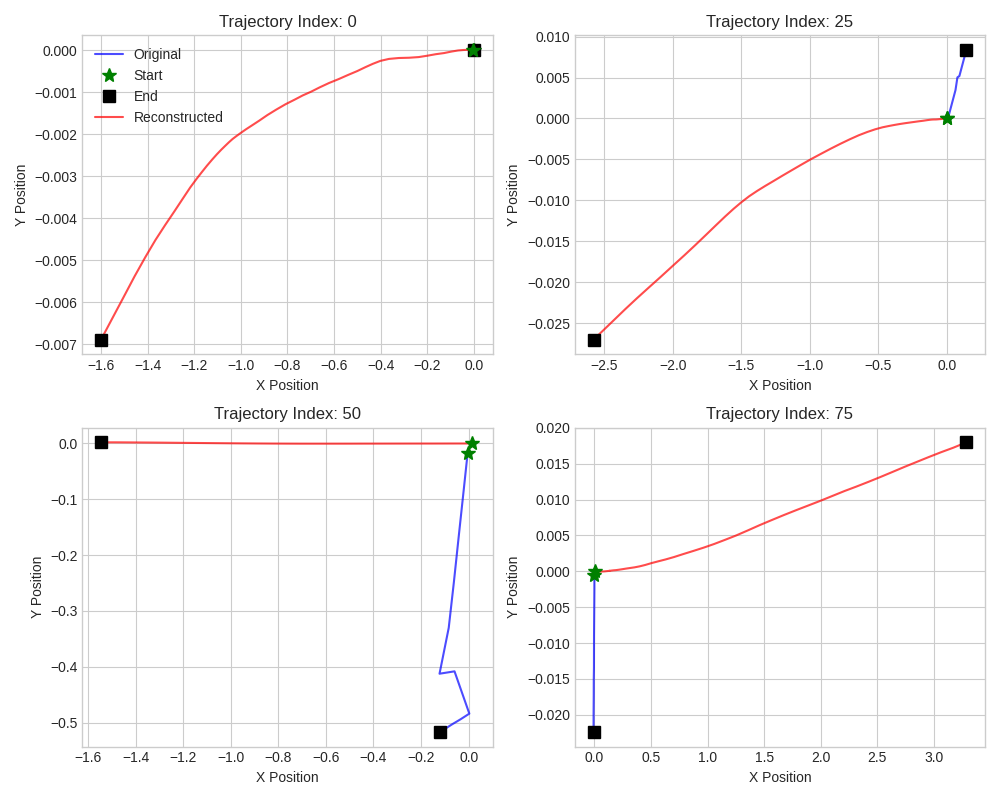 Trajectory Index: 0
0.000
−0.001
−0.002
−0.003
−0.004
−0.005
−0.006
−0.007
Y Position
Original
Start
End
Reconstructed
−1.6 −1.4 −1.2 −1.0 −0.8 −0.6 −0.4 −0.2 0.0
X Position
Trajectory Index: 25
0.010
0.005
0.000
−0.005
−0.010
−0.015
−0.020
−0.025
Y Position
−2.5 −2.0 −1.5 −1.0 −0.5 0.0
X Position
Trajectory Index: 50
0.0
−0.1
−0.2
−0.3
−0.4
−0.5
Y Position
−1.6 −1.4 −1.2 −1.0 −0.8 −0.6 −0.4 −0.2 0.0
X Position
Trajectory Index: 75
0.020
0.015
0.010
0.005
0.000
−0.005
−0.010
−0.015
−0.020
Y Position
0.0 0.5 1.0 1.5 2.0 2.5 3.0
X Position